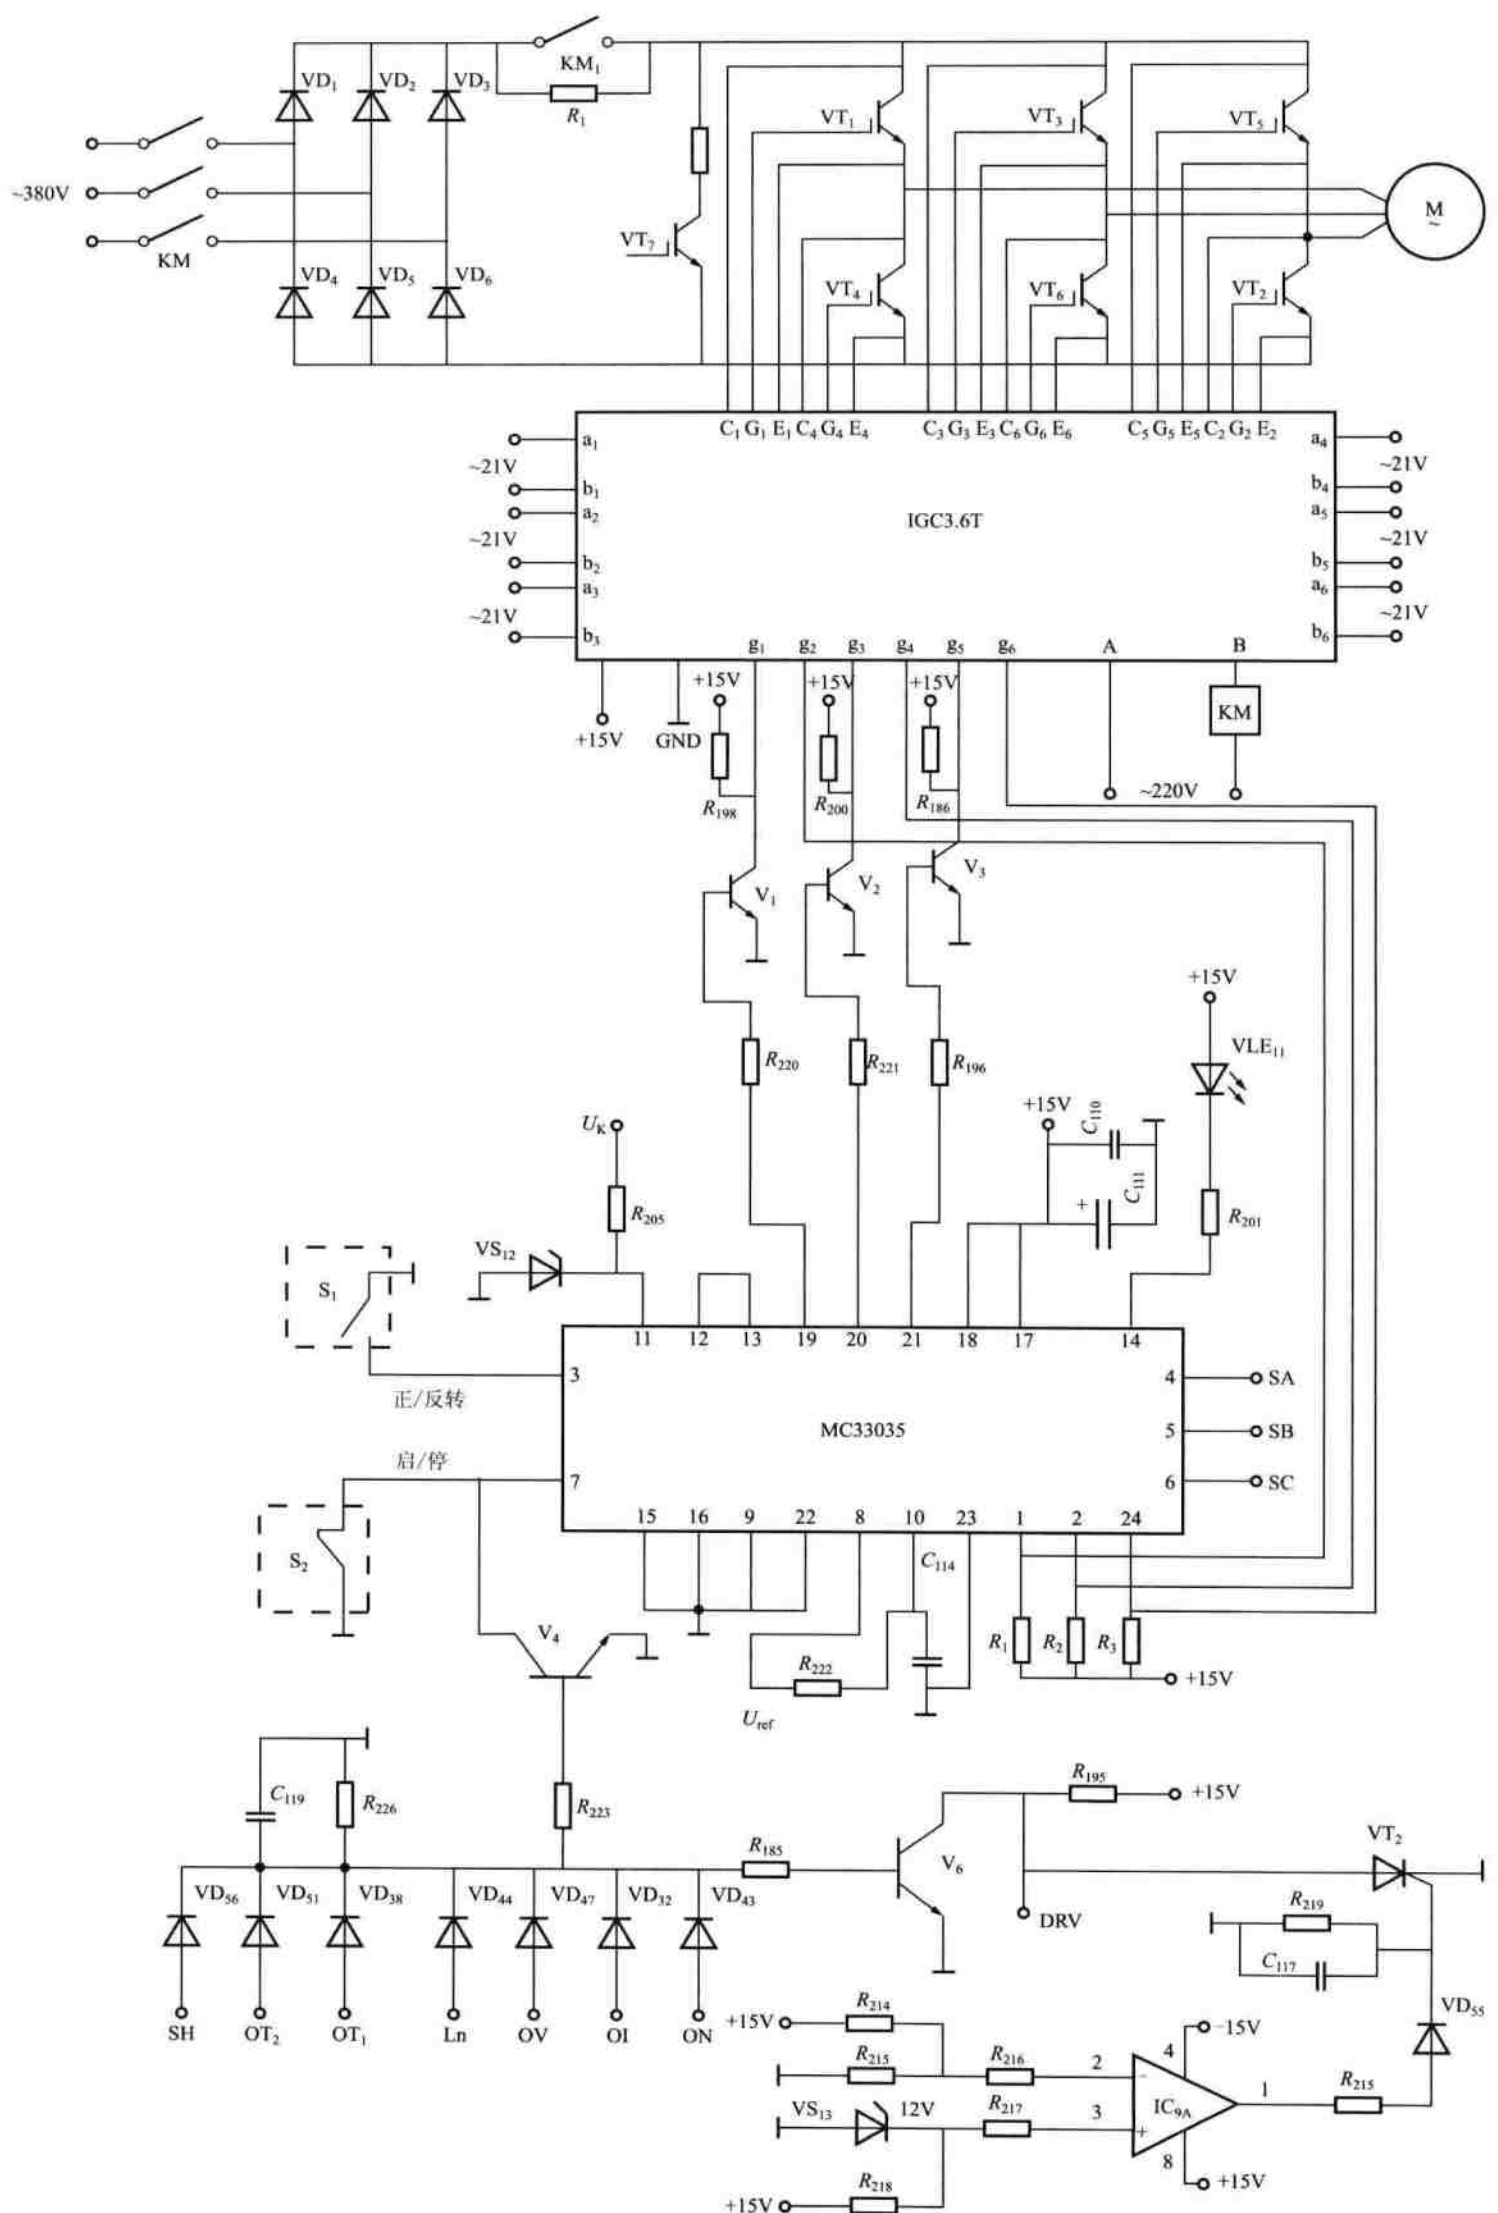 KM₁
VD₁ VD₂ VD₃
R₁
VT₁ VT₃ VT₅
~380V
M
~
KM
VT₇
VD₄ VD₅ VD₆
VT₄ VT₆ VT₂
C₁ G₁ E₁ C₄ G₄ E₄ C₃ G₃ E₃ C₆ G₆ E₆ C₅ G₅ E₅ C₂ G₂ E₂
a₁ a₄
~21V ~21V
b₁ b₄
a₂ a₅
IGC3.6T
~21V ~21V
b₂ b₅
a₃ a₆
~21V ~21V
b₃ b₆
g₁ g₂ g₃ g₄ g₅ g₆ A B
+15V +15V +15V
KM
+15V GND
~220V
R₁₉₈ R₂₀₀ R₁₈₆
V₁ V₂ V₃
+15V
VLE₁₁
R₂₂₀ R₂₂₁ R₁₉₆
+15V C₁₁₀
U_K
C₁₁₁
+
R₂₀₅ R₂₀₁
VS₁₂
S₁
11 12 13 19 20 21 18 17 14
3 4 SA
正/反转
MC33035
5 SB
启/停
7 6 SC
15 16 9 22 8 10 23 1 2 24
S₂
C₁₁₄
V₄
R₁ R₂ R₃
R₂₂₂
+15V
U_ref
R₁₉₅
C₁₁₉ R₂₂₆ R₂₂₃
+15V
VT₂
R₁₈₅
V₆
VD₅₆ VD₅₁ VD₃₈ VD₄₄ VD₄₇ VD₃₂ VD₄₃
R₂₁₉
DRV
C₁₁₇
VD₅₅
R₂₁₄
SH OT₂ OT₁ Ln OV OI ON
+15V
-15V
4
R₂₁₅ R₂₁₆ 2
-
R₂₁₅
1
IC₉A
VS₁₃ 12V R₂₁₇ 3
+
8
+15V
R₂₁₈
+15V